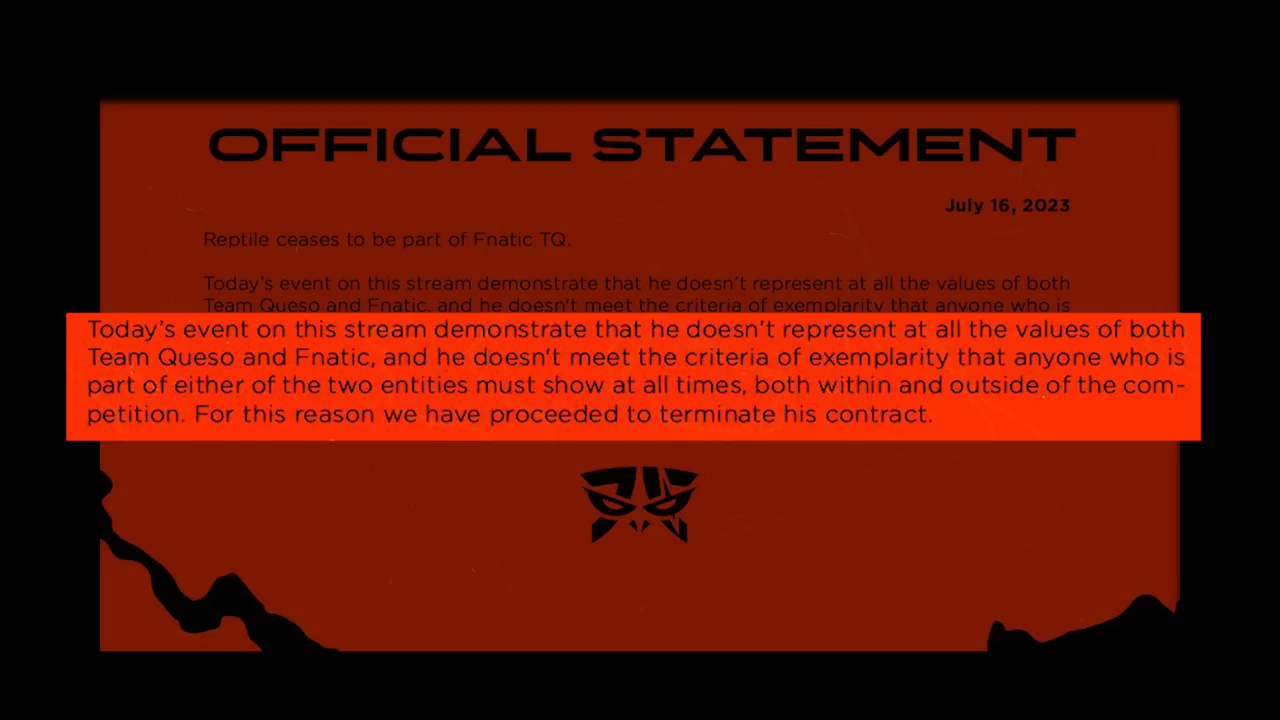 OFFICIAL STATEMENT
July 16, 2023
Reptile ceases to be part of Fnatic TQ.
Today's event on this stream demonstrate that he doesn't represent at all the values of both
Team Queso and Fnatic, and he doesn't meet the criteria of exemplarity that anyone who is
Today's event on this stream demonstrate that he doesn't represent at all the values of both
Team Queso and Fnatic, and he doesn't meet the criteria of exemplarity that anyone who is
part of either of the two entities must show at all times, both within and outside of the com-
petition. For this reason we have proceeded to terminate his contract.